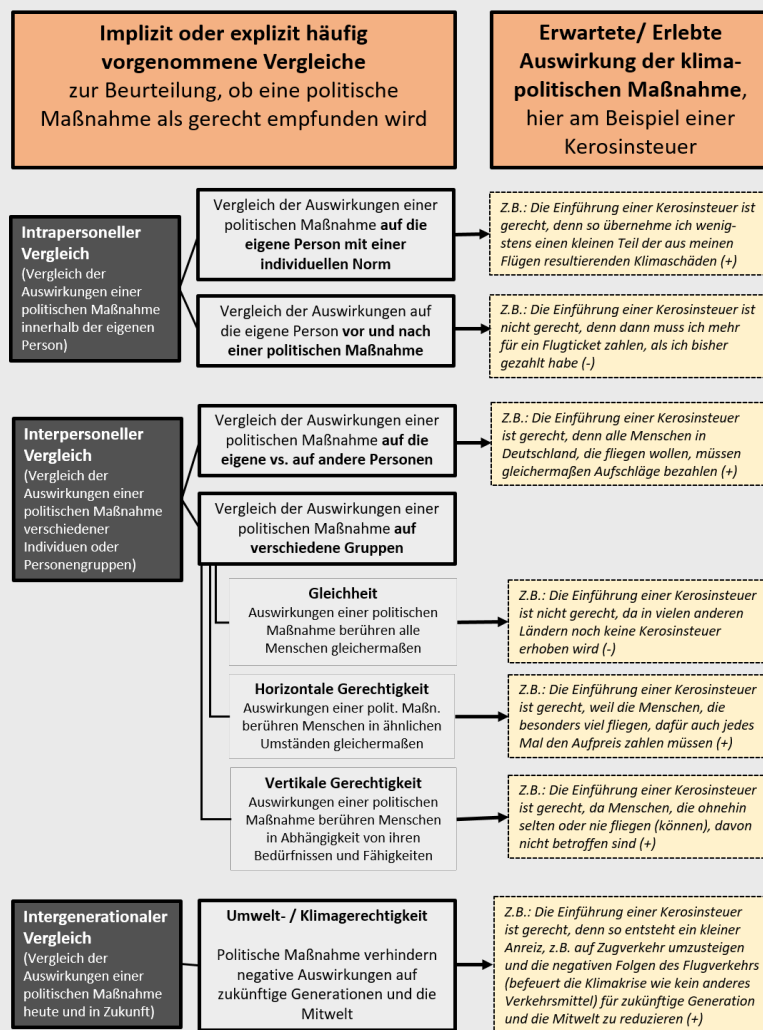 Implizit oder explizit häufig
vorgenommene Vergleiche
zur Beurteilung, ob eine politische
Maßnahme als gerecht empfunden wird
Erwartete/ Erlebte
Auswirkung der klima-
politischen Maßnahme,
hier am Beispiel einer
Kerosinsteuer
Intrapersoneller
Vergleich
(Vergleich der
Auswirkungen einer
politischen Maßnahme
innerhalb der eigenen
Person)
Vergleich der Auswirkungen einer
politischen Maßnahme auf die
eigene Person mit einer
individuellen Norm
Z.B.: Die Einführung einer Kerosinsteuer ist
gerecht, denn so übernehme ich wenig-
stens einen kleinen Teil der aus meinen
Flügen resultierenden Klimaschäden (+)
Vergleich der Auswirkungen auf
die eigene Person vor und nach
einer politischen Maßnahme
Z.B.: Die Einführung einer Kerosinsteuer ist
nicht gerecht, denn dann muss ich mehr
für ein Flugticket zahlen, als ich bisher
gezahlt habe (-)
Interpersoneller
Vergleich
(Vergleich der
Auswirkungen einer
politischen Maßnahme
verschiedener
Individuen oder
Personengruppen)
Vergleich der Auswirkungen einer
politischen Maßnahme auf die
eigene vs. auf andere Personen
Z.B.: Die Einführung einer Kerosinsteuer
ist gerecht, denn alle Menschen in
Deutschland, die fliegen wollen, müssen
gleichermaßen Aufschläge bezahlen (+)
Vergleich der Auswirkungen einer
politischen Maßnahme auf
verschiedene Gruppen
Gleichheit
Auswirkungen einer politischen
Maßnahme berühren alle
Menschen gleichermaßen
Z.B.: Die Einführung einer Kerosinsteuer
ist nicht gerecht, da in vielen anderen
Ländern noch keine Kerosinsteuer
erhoben wird (-)
Horizontale Gerechtigkeit
Auswirkungen einer polit. Maßn.
berühren Menschen in ähnlichen
Umständen gleichermaßen
Z.B.: Die Einführung einer Kerosinsteuer
ist gerecht, weil die Menschen, die
besonders viel fliegen, dafür auch jedes
Mal den Aufpreis zahlen müssen (+)
Vertikale Gerechtigkeit
Auswirkungen einer politischen
Maßnahme berühren Menschen
in Abhängigkeit von ihren
Bedürfnissen und Fähigkeiten
Z.B.: Die Einführung einer Kerosinsteuer
ist gerecht, da Menschen, die ohnehin
selten oder nie fliegen (können), davon
nicht betroffen sind (+)
Intergenerationaler
Vergleich
(Vergleich der
Auswirkungen einer
politischen Maßnahme
heute und in Zukunft)
Umwelt- / Klimagerechtigkeit
Politische Maßnahme verhindern
negative Auswirkungen auf
zukünftige Generationen und die
Mitwelt
Z.B.: Die Einführung einer Kerosinsteuer
ist gerecht, denn so entsteht ein kleiner
Anreiz, z.B. auf Zugverkehr umzusteigen
und die negativen Folgen des Flugverkehrs
(befeuert die Klimakrise wie kein anderes
Verkehrsmittel) für zukünftige Generation
und die Mitwelt zu reduzieren (+)